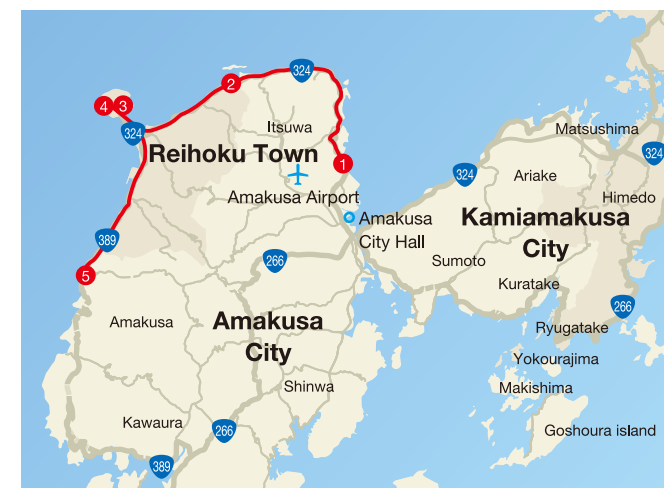 324
2
4
3
324
Itsuwa
Matsushima
324
Reihoku Town
1
324
Ariake
Amakusa Airport
Himedo
Amakusa
City Hall
Kamiamakusa
City
389
266
Sumoto
5
Kuratake
266
Amakusa
Amakusa
City
Ryugatake
Yokourajima
Shinwa
Makishima
Kawaura
266
Goshoura island
389